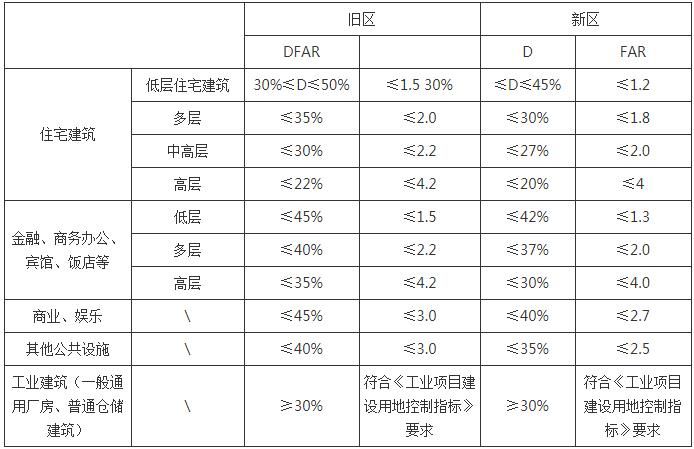 旧区 新区
DFAR D FAR
住宅建筑 低层住宅建筑 30%≤D≤50% ≤1.5 30% ≤D≤45% ≤1.2
多层 ≤35% ≤2.0 ≤30% ≤1.8
中高层 ≤30% ≤2.2 ≤27% ≤2.0
高层 ≤22% ≤4.2 ≤20% ≤4
金融、商务办公、
宾馆、饭店等
低层 ≤45% ≤1.5 ≤42% ≤1.3
多层 ≤40% ≤2.2 ≤37% ≤2.0
高层 ≤35% ≤4.2 ≤30% ≤4.0
商业、娱乐 \ ≤45% ≤3.0 ≤40% ≤2.7
其他公共设施 \ ≤40% ≤3.0 ≤35% ≤2.5
工业建筑（一般通
用厂房、普通仓储
建筑）
\ ≥30%
符合《工业项目建
设用地控制指标》
要求
≥30%
符合《工业项目
建设用地控制指
标》要求